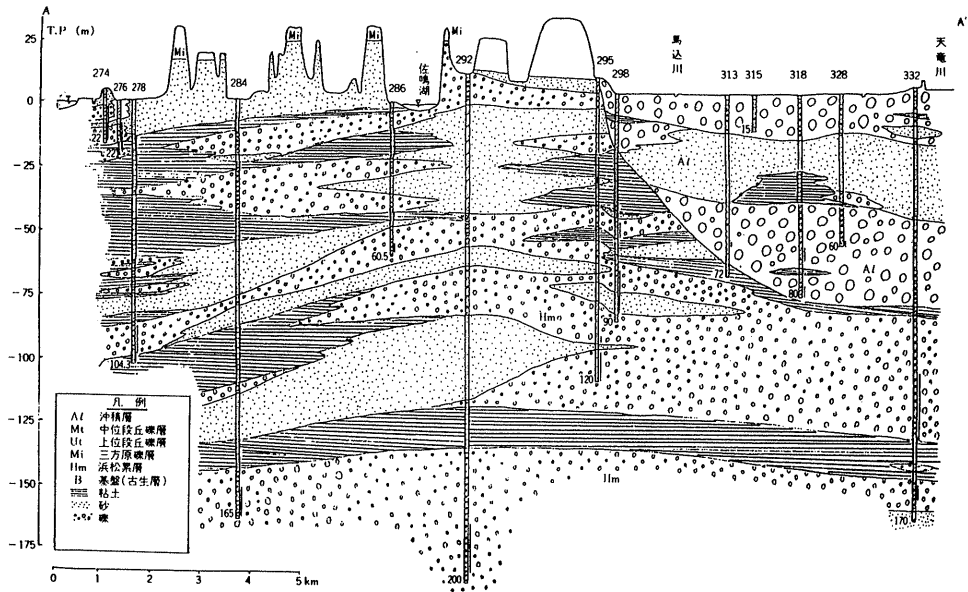 A
A'
T.P (m)
25
0
-25
-50
-75
-100
-125
-150
-175
274
276
278
284
286
佐鳴湖
292
295
298
馬込川
313
315
318
328
332
天竜川
Mi
Mi
Mi
Mi
22
22
15
Al
60.5
72
80
60
Al
90
Hm
104.3
120
165
Hm
170
200
凡 例
Al 沖積層
Mt 中位段丘礫層
Ut 上位段丘礫層
Mi 三方原礫層
Hm 浜松累層
B 基盤(古生層)
粘土
砂
礫
0 1 2 3 4 5 km